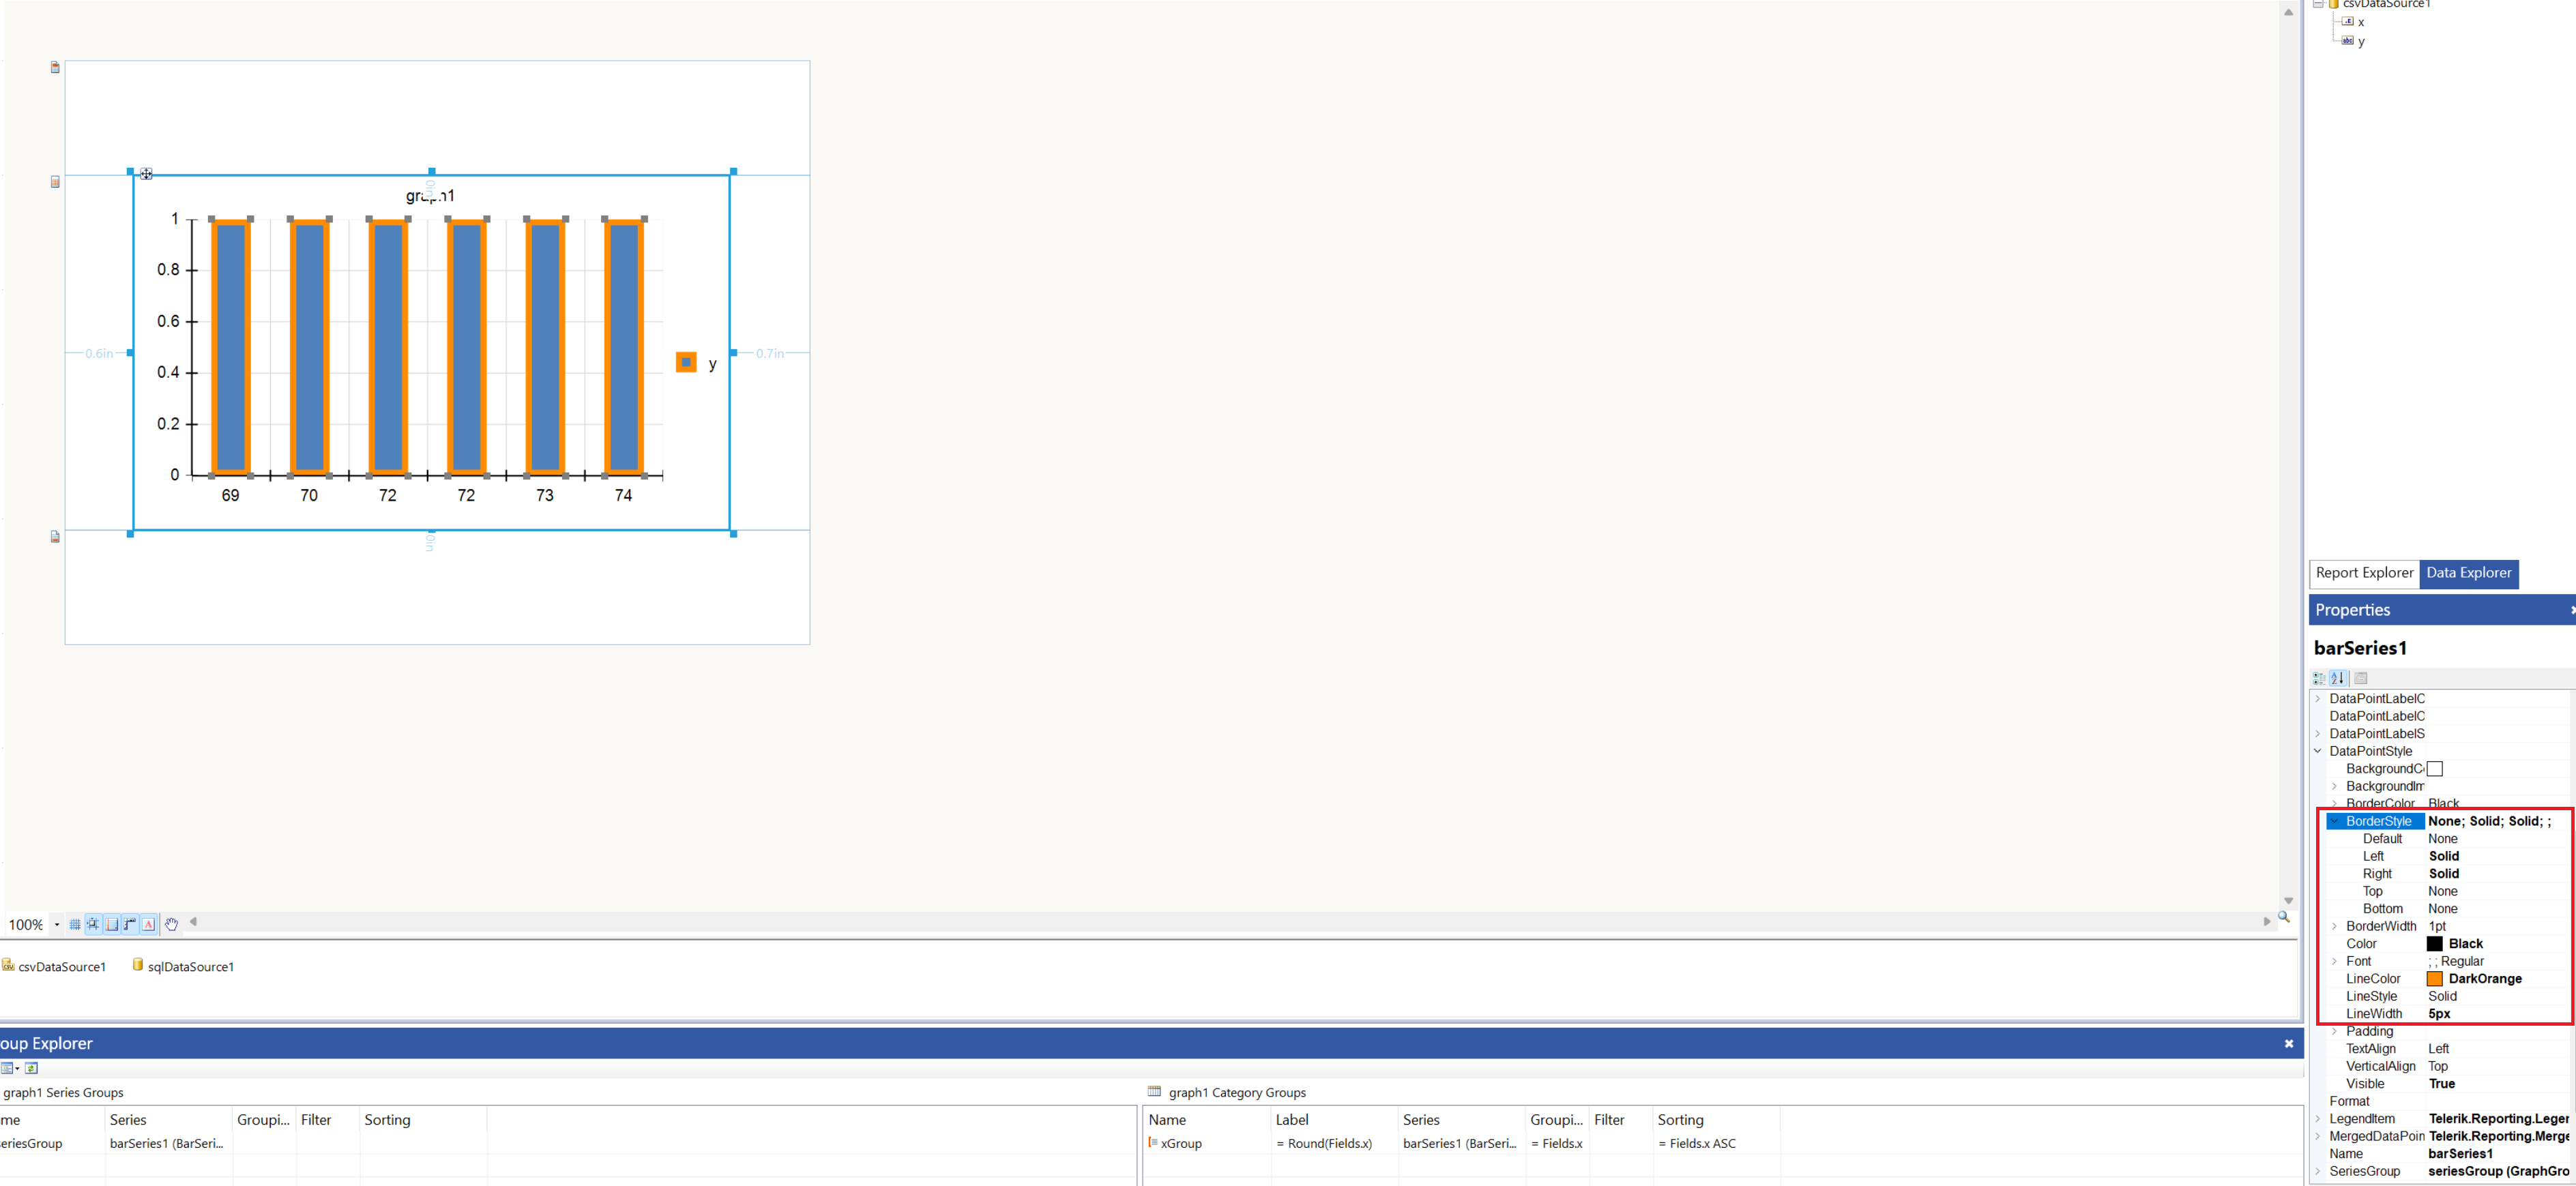 csvDataSource1
x
y
0in
graph1
1
0.8
0.6
0.4
0.2
0
69 70 72 72 73 74
y
0.6in
0.7in
0in
Report Explorer Data Explorer
Properties
barSeries1
DataPointLabelC
DataPointLabelC
DataPointLabelS
DataPointStyle
BackgroundC
BackgroundIm
BorderColor Black
BorderStyle None; Solid; Solid; ;
Default None
Left Solid
Right Solid
Top None
Bottom None
BorderWidth 1pt
Color Black
Font ; ; Regular
LineColor DarkOrange
LineStyle Solid
LineWidth 5px
Padding
TextAlign Left
VerticalAlign Top
Visible True
Format
LegendItem Telerik.Reporting.Leger
MergedDataPoin Telerik.Reporting.Merge
Name barSeries1
SeriesGroup seriesGroup (GraphGro
100%
csvDataSource1 sqlDataSource1
oup Explorer
graph1 Series Groups
me Series Groupi... Filter Sorting
eriesGroup barSeries1 (BarSeri...
graph1 Category Groups
Name Label Series Groupi... Filter Sorting
xGroup = Round(Fields.x) barSeries1 (BarSeri... = Fields.x = Fields.x ASC